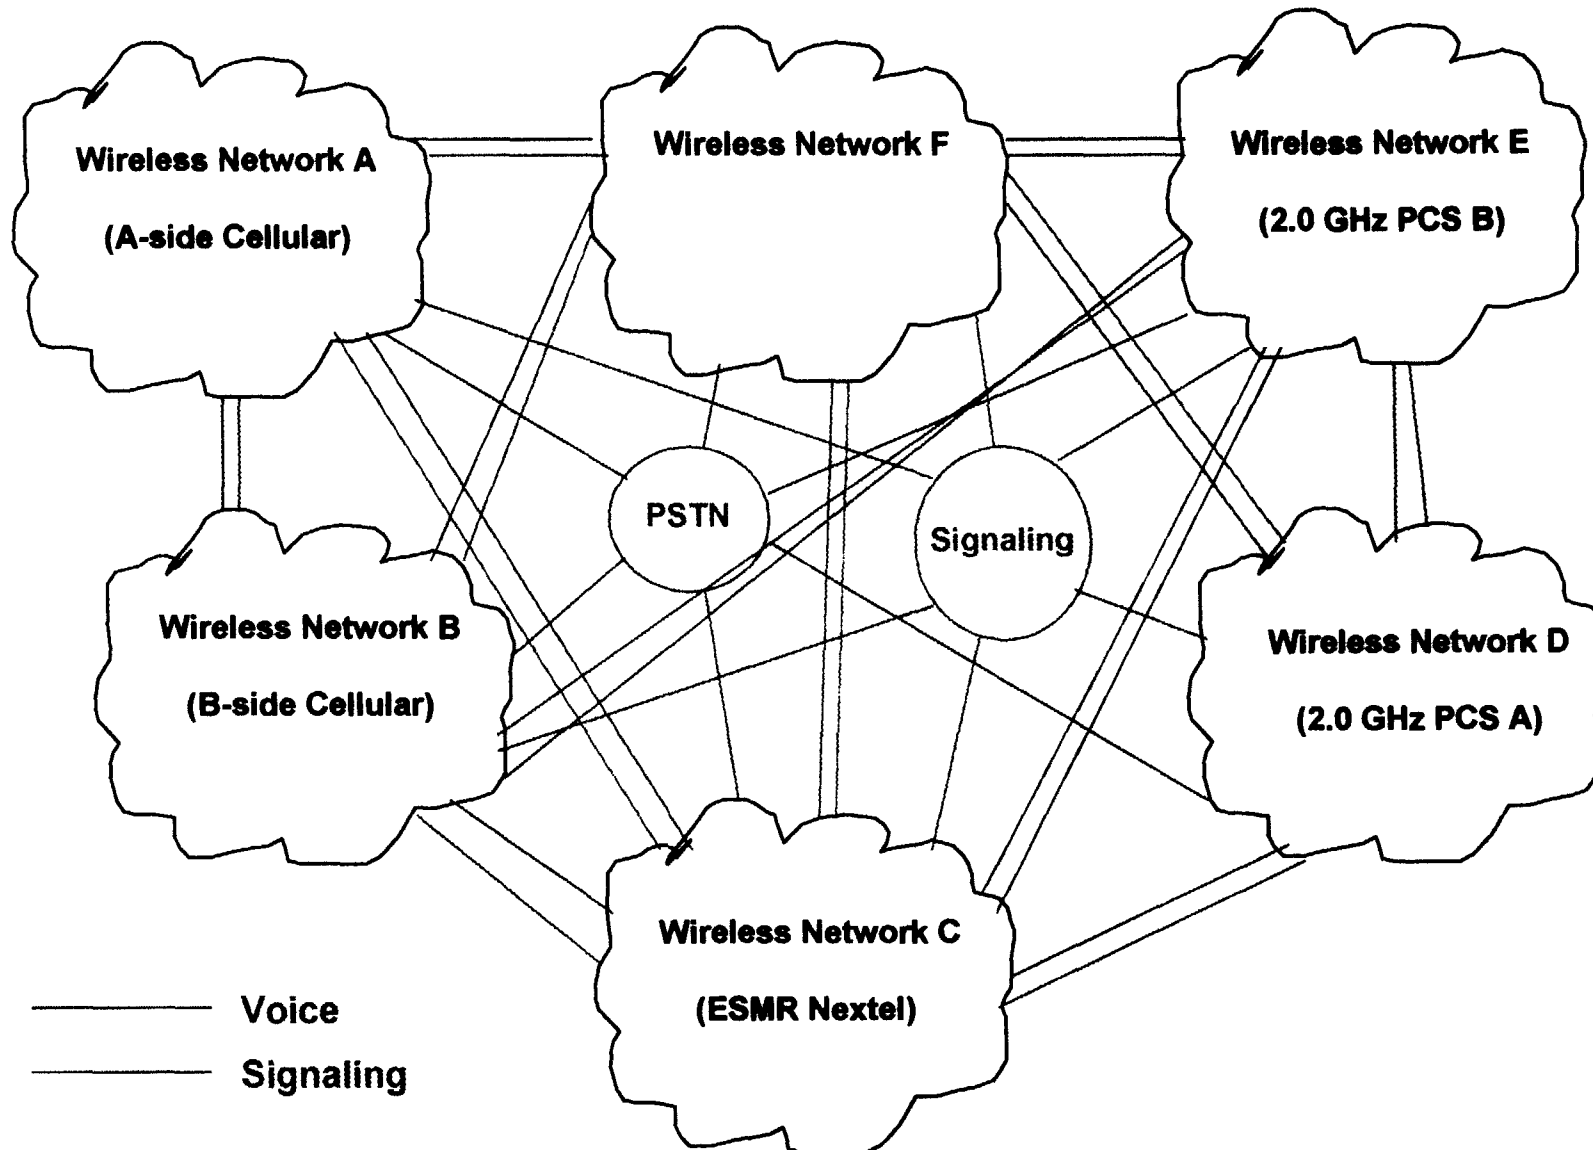 Wireless Network A
(A-side Cellular)
Wireless Network F
Wireless Network E
(2.0 GHz PCS B)
PSTN
Signaling
Wireless Network B
(B-side Cellular)
Wireless Network D
(2.0 GHz PCS A)
Wireless Network C
(ESMR Nextel)
Voice
Signaling